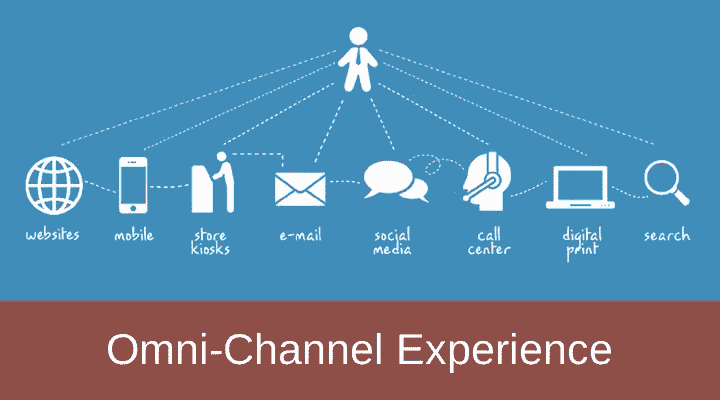 websites
mobile
store
kiosks
e-mail
social
media
call
center
digital
print
search
Omni-Channel Experience